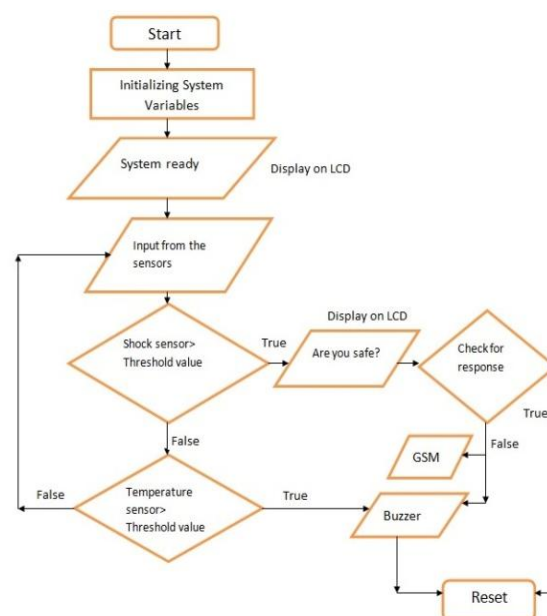 Start
Initializing System
Variables
System ready
Display on LCD
Input from the
sensors
Display on LCD
Shock sensor>
Threshold value
True
Are you safe?
Check for
response
True
False
False
GSM
False
Temperature
sensor>
Threshold value
True
Buzzer
Reset